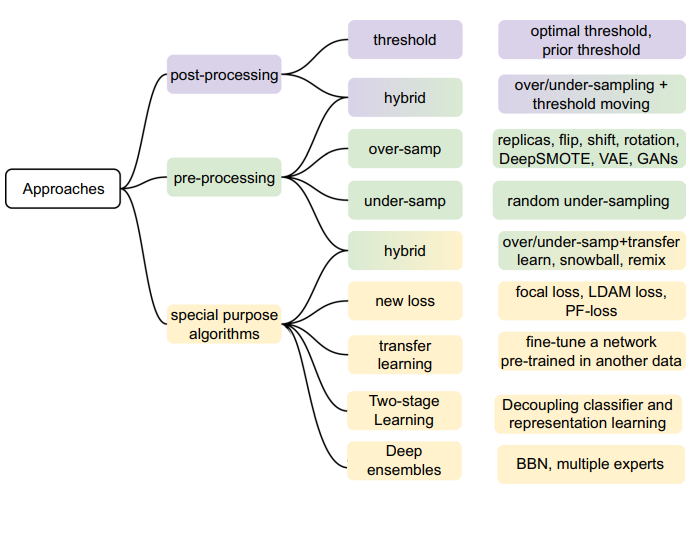 Approaches
post-processing
pre-processing
special purpose
algorithms
threshold
optimal threshold,
prior threshold
hybrid
over/under-sampling +
threshold moving
over-samp
replicas, flip, shift, rotation,
DeepSMOTE, VAE, GANs
under-samp
random under-sampling
hybrid
over/under-samp+transfer
learn, snowball, remix
new loss
focal loss, LDAM loss,
PF-loss
transfer
learning
fine-tune a network
pre-trained in another data
Two-stage
Learning
Decoupling classifier and
representation learning
Deep
ensembles
BBN, multiple experts